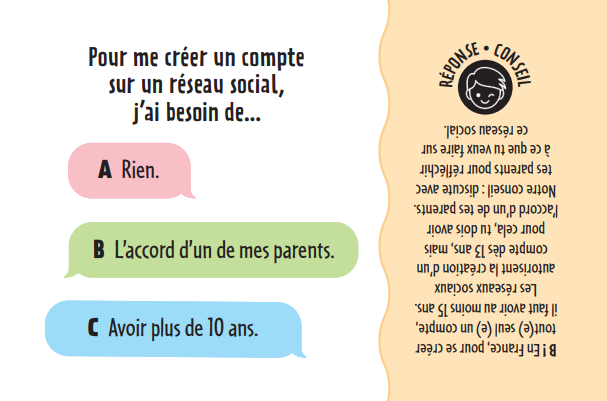 Pour me créer un compte
sur un réseau social,
j'ai besoin de...
A Rien.
B L'accord d'un de mes parents.
C Avoir plus de 10 ans.
RÉPONSE • CONSEIL
B ! En France, pour se créer
tout(e) seul (e) un compte,
il faut avoir au moins 15 ans.
Les réseaux sociaux
autorisent la création d'un
compte dès 13 ans, mais
pour cela, tu dois avoir
l'accord d'un de tes parents.
Notre conseil : discute avec
tes parents pour réfléchir
à ce que tu veux faire sur
ce réseau social.